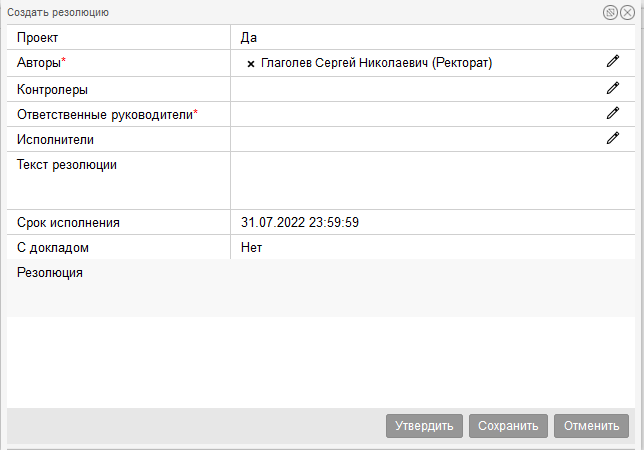 Создать резолюцию
Проект Да
Авторы* × Глаголев Сергей Николаевич (Ректорат)
Контролеры
Ответственные руководители*
Исполнители
Текст резолюции
Срок исполнения 31.07.2022 23:59:59
С докладом Нет
Резолюция
Утвердить Сохранить Отменить